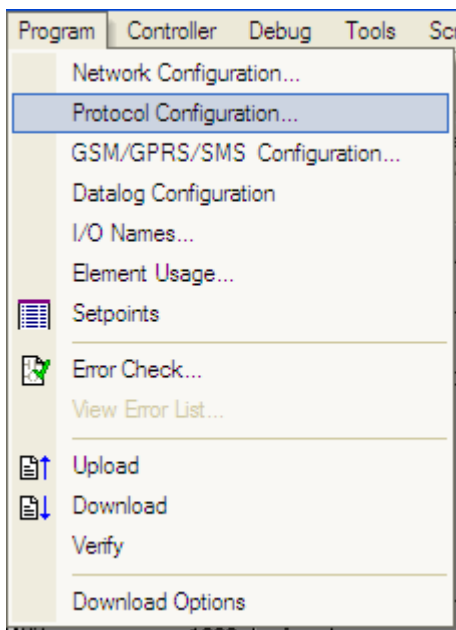 Program Controller Debug Tools Sc
Network Configuration...
Protocol Configuration...
GSM/GPRS/SMS Configuration...
Datalog Configuration
I/O Names...
Element Usage...
Setpoints
Error Check...
View Error List...
Upload
Download
Verify
Download Options